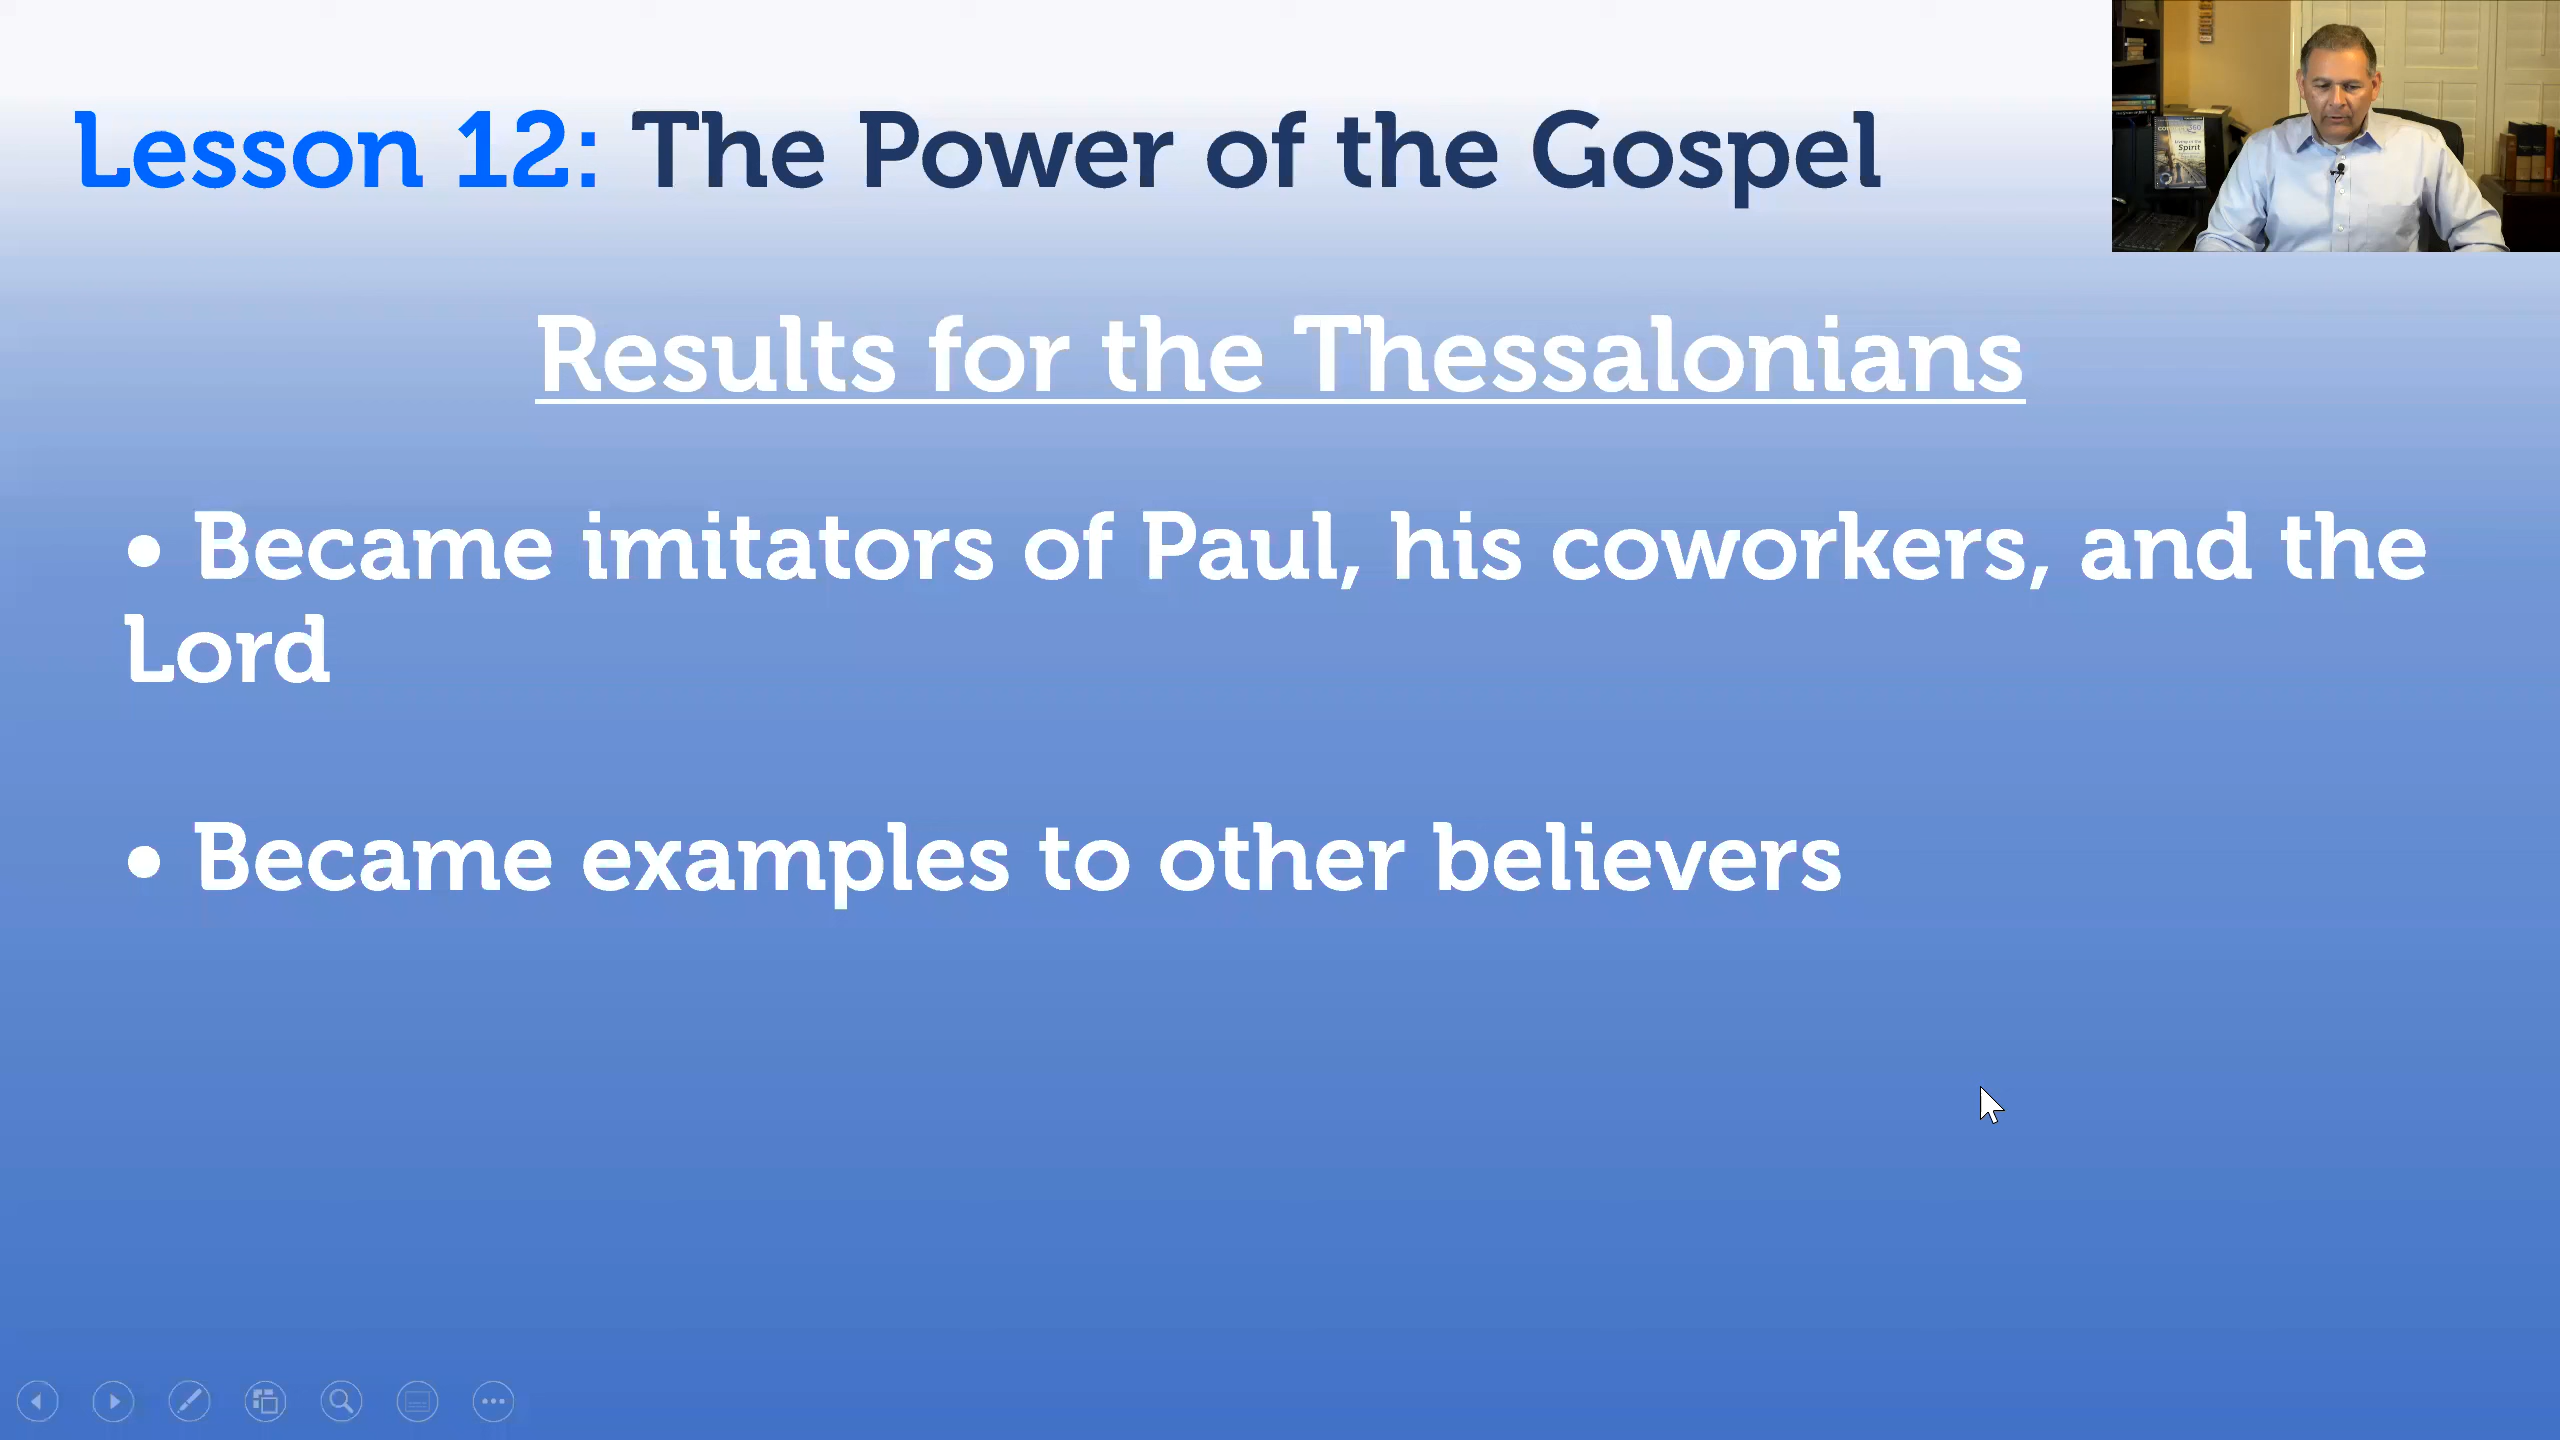 Lesson 12: The Power of the Gospel
Results for the Thessalonians
• Became imitators of Paul, his coworkers, and the
Lord
• Became examples to other believers
Spirit